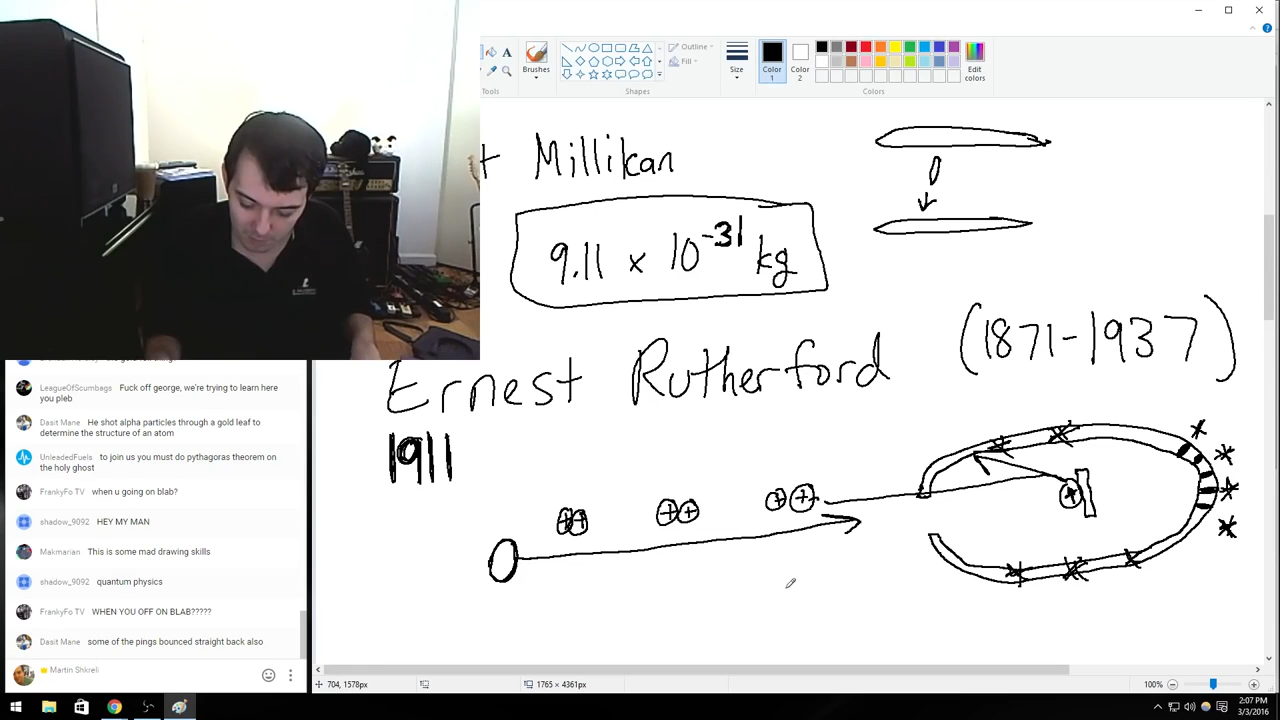 Outline
Fill
Brushes
Size
Color 1
Color 2
Edit colors
Tools
Shapes
Colors
t Millikan
9.11 x 10-31 kg
Ernest Rutherford (1871-1937)
1911
LeagueOfScumbags Fuck off george, we're trying to learn here
you pleb
Dasit Mane He shot alpha particles through a gold leaf to
determine the structure of an atom
UnleadedFuels to join us you must do pythagoras theorem on
the holy ghost
FrankyFo TV when u going on blab?
shadow_9092 HEY MY MAN
Makmarian This is some mad drawing skills
shadow_9092 quantum physics
FrankyFo TV WHEN YOU OFF ON BLAB?????
Dasit Mane some of the pings bounced straight back also
Martin Shkreli
704, 1578px
1765 × 4361px
100%
2:07 PM
3/3/2016